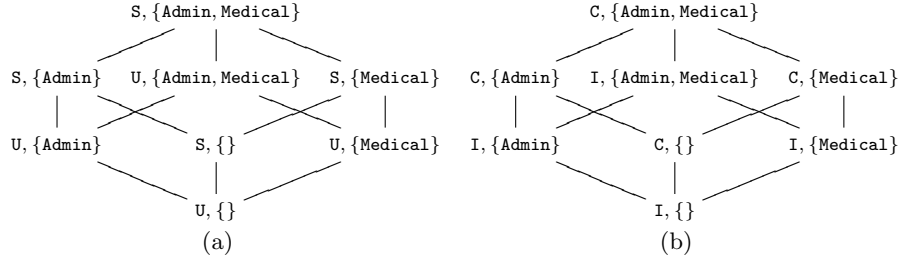 S, {Admin, Medical} C, {Admin, Medical}
S, {Admin} U, {Admin, Medical} S, {Medical} C, {Admin} I, {Admin, Medical} C, {Medical}
U, {Admin} S, {} U, {Medical} I, {Admin} C, {} I, {Medical}
U, {} I, {}
(a) (b)